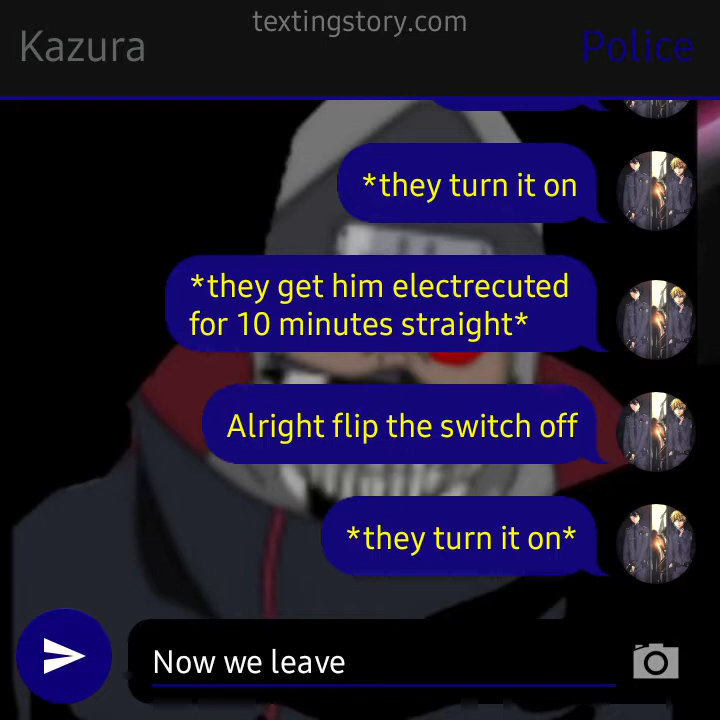 textingstory.com
Kazura
Police
*they turn it on
*they get him electrecuted
for 10 minutes straight*
Alright flip the switch off
*they turn it on*
Now we leave